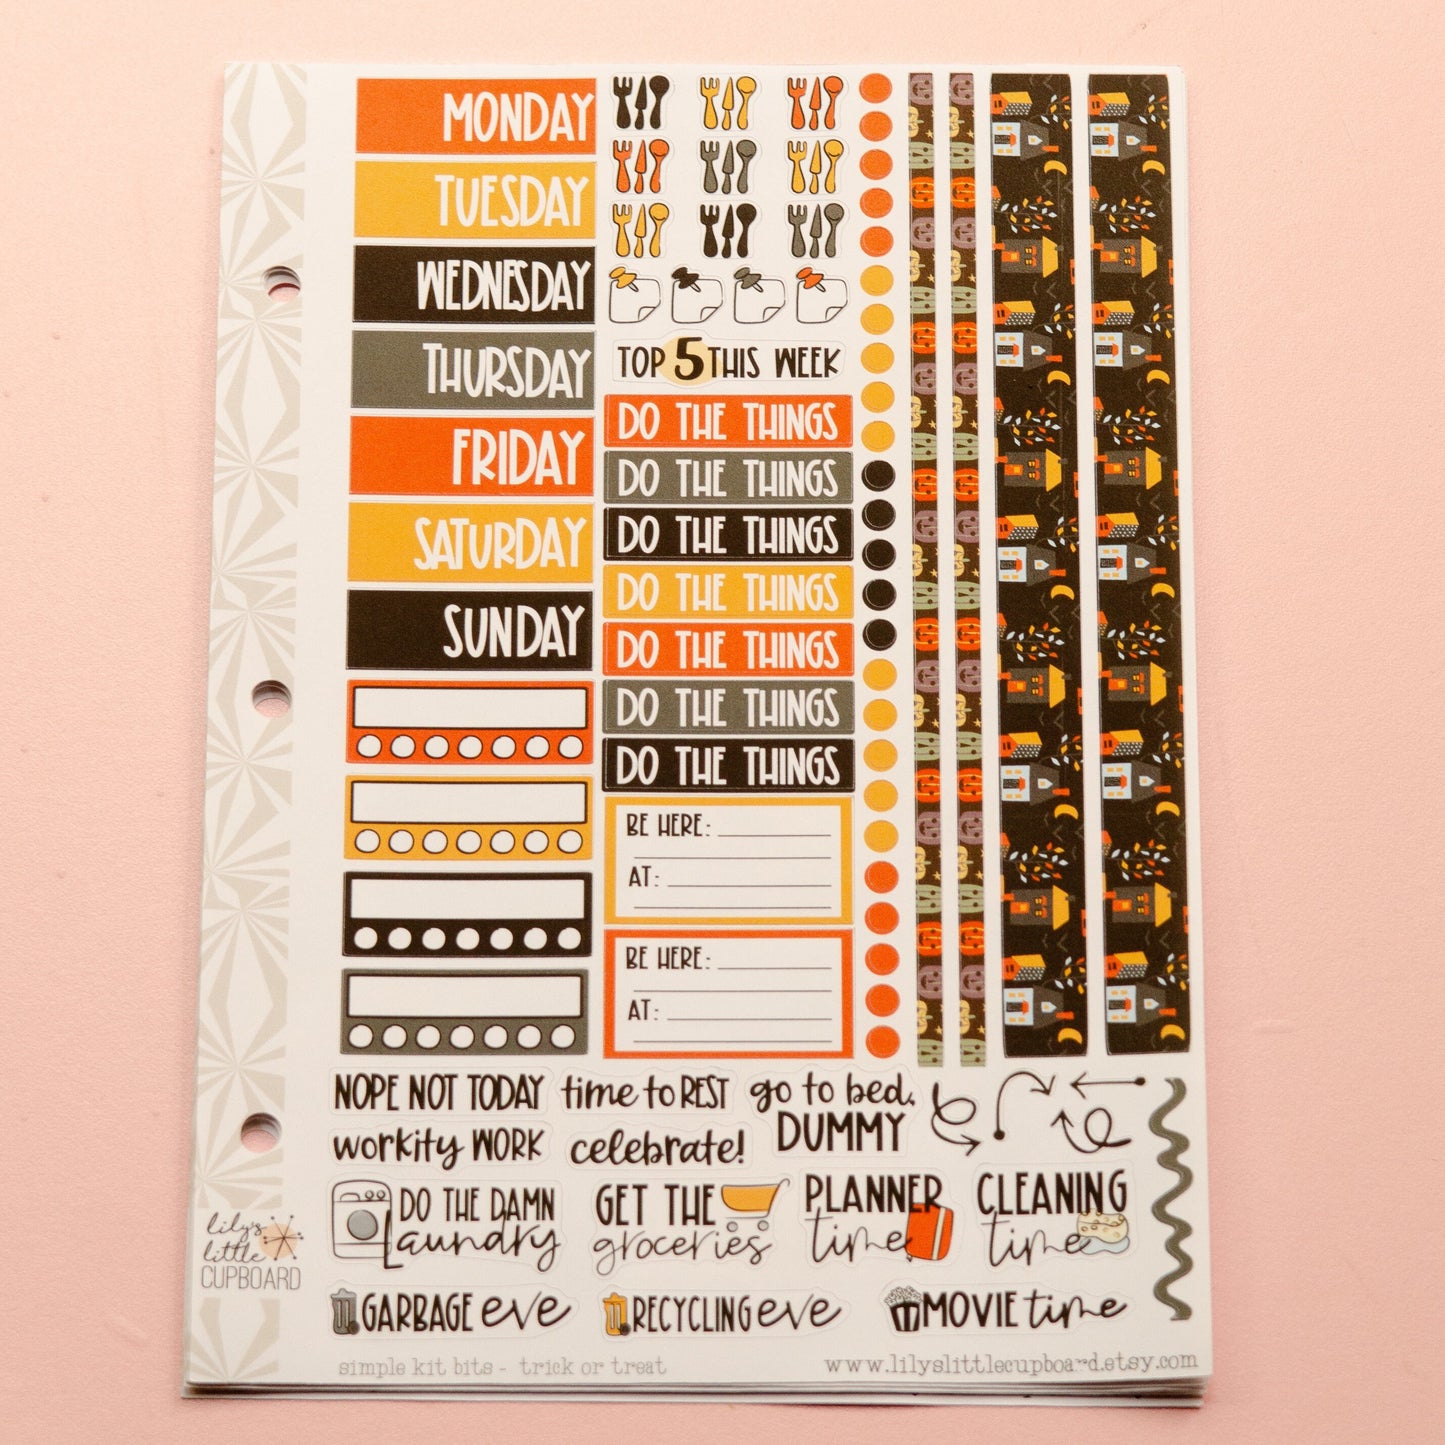 MONDAY
TUESDAY
WEDNESDAY
THURSDAY
FRIDAY
SATURDAY
SUNDAY
TOP 5 THIS WEEK
DO THE THINGS
DO THE THINGS
DO THE THINGS
DO THE THINGS
DO THE THINGS
DO THE THINGS
DO THE THINGS
BE HERE:
AT:
BE HERE:
AT:
NOPE NOT TODAY
time to REST
go to bed,
DUMMY
workity WORK
celebrate!
DO THE DAMN
Laundry
GET THE
groceries
PLANNER
time
CLEANING
time
GARBAGE eve
RECYCLING eve
MOVIE time
lily's
little
CUPBOARD
simple kit bits - trick or treat
www.lilyslittlecupboard.etsy.com